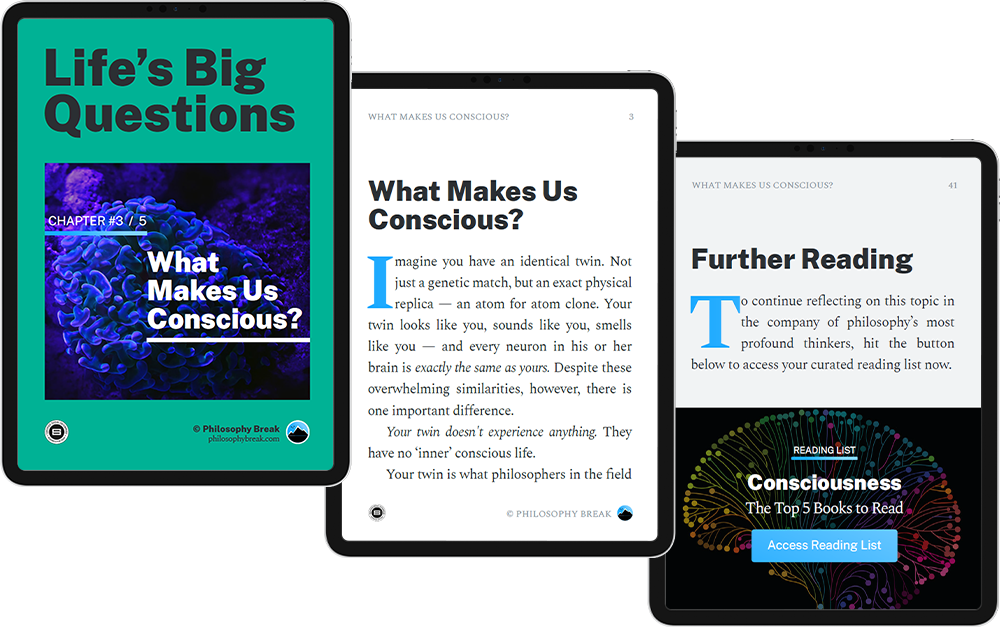 Life’s Big
Questions
CHAPTER #3 / 5
What
Makes Us
Conscious?
© Philosophy Break
philosophybreak.com
WHAT MAKES US CONSCIOUS? 3
What Makes Us
Conscious?
Imagine you have an identical twin. Not
just a genetic match, but an exact physical
replica — an atom for atom clone. Your
twin looks like you, sounds like you, smells
like you — and every neuron in his or her
brain is exactly the same as yours. Despite these
overwhelming similarities, however, there is
one important difference.
Your twin doesn't experience anything. They
have no ‘inner’ conscious life.
Your twin is what philosophers in the field
© PHILOSOPHY BREAK
WHAT MAKES US CONSCIOUS? 41
Further Reading
To continue reflecting on this topic in
the company of philosophy’s most
profound thinkers, hit the button
below to access your curated reading list now.
READING LIST
Consciousness
The Top 5 Books to Read
Access Reading List